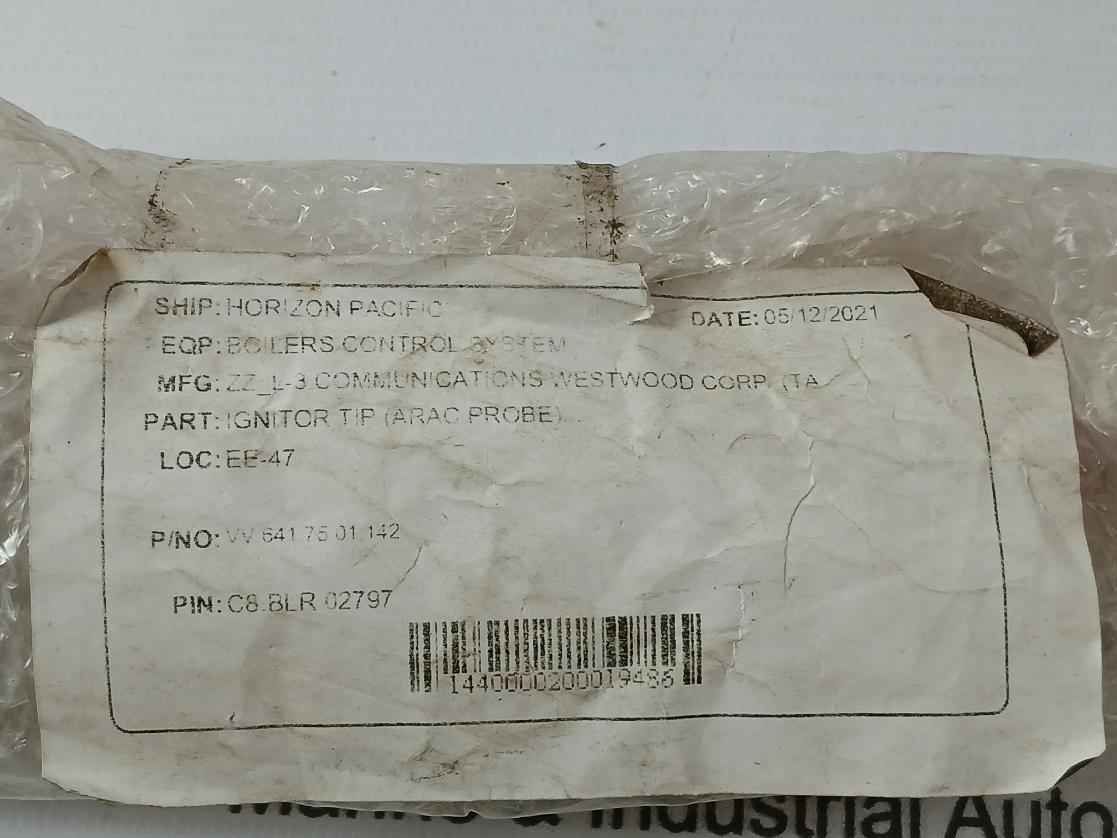 SHIP: HORIZON PACIFIC
DATE: 05/12/2021
EQP: BOILERS CONTROL SYSTEM
MFG: ZZ_L-3 COMMUNICATIONS WESTWOOD CORP. (TA
PART: IGNITOR TIP (ARAC PROBE)
LOC: EE-47
P/NO: VV 641.75.01.142
PIN: C8.BLR.02797
1440000200019486
Marine & Industrial Auto